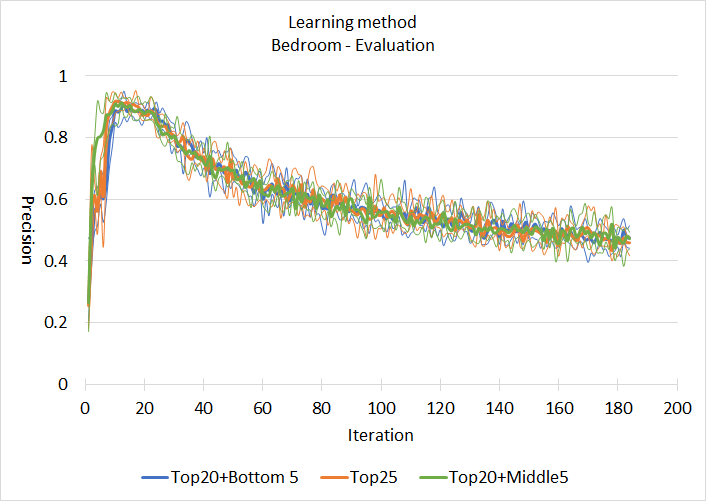 Learning method
Bedroom - Evaluation
1
0.8
0.6
0.4
0.2
0
Precision
0 20 40 60 80 100 120 140 160 180 200
Iteration
Top20+Bottom 5 Top25 Top20+Middle5